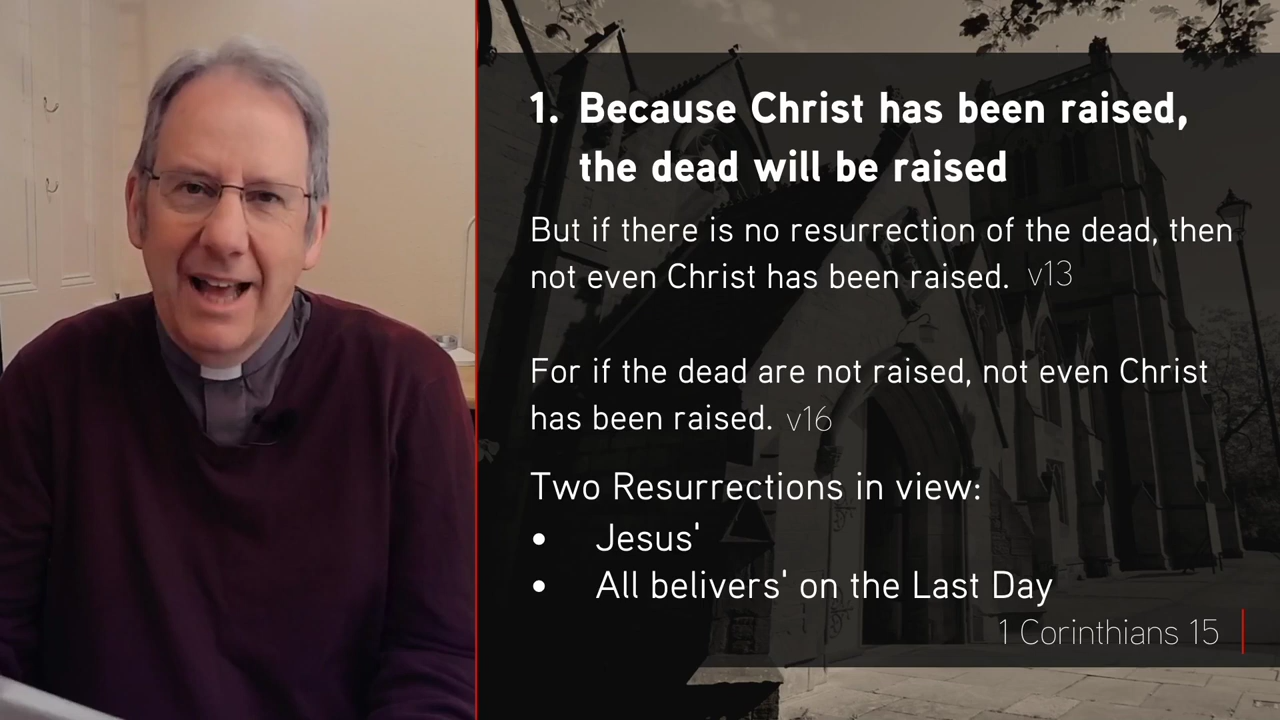 1. Because Christ has been raised,
the dead will be raised
But if there is no resurrection of the dead, then
not even Christ has been raised. v13
For if the dead are not raised, not even Christ
has been raised. v16
Two Resurrections in view:
• Jesus'
• All belivers' on the Last Day
1 Corinthians 15